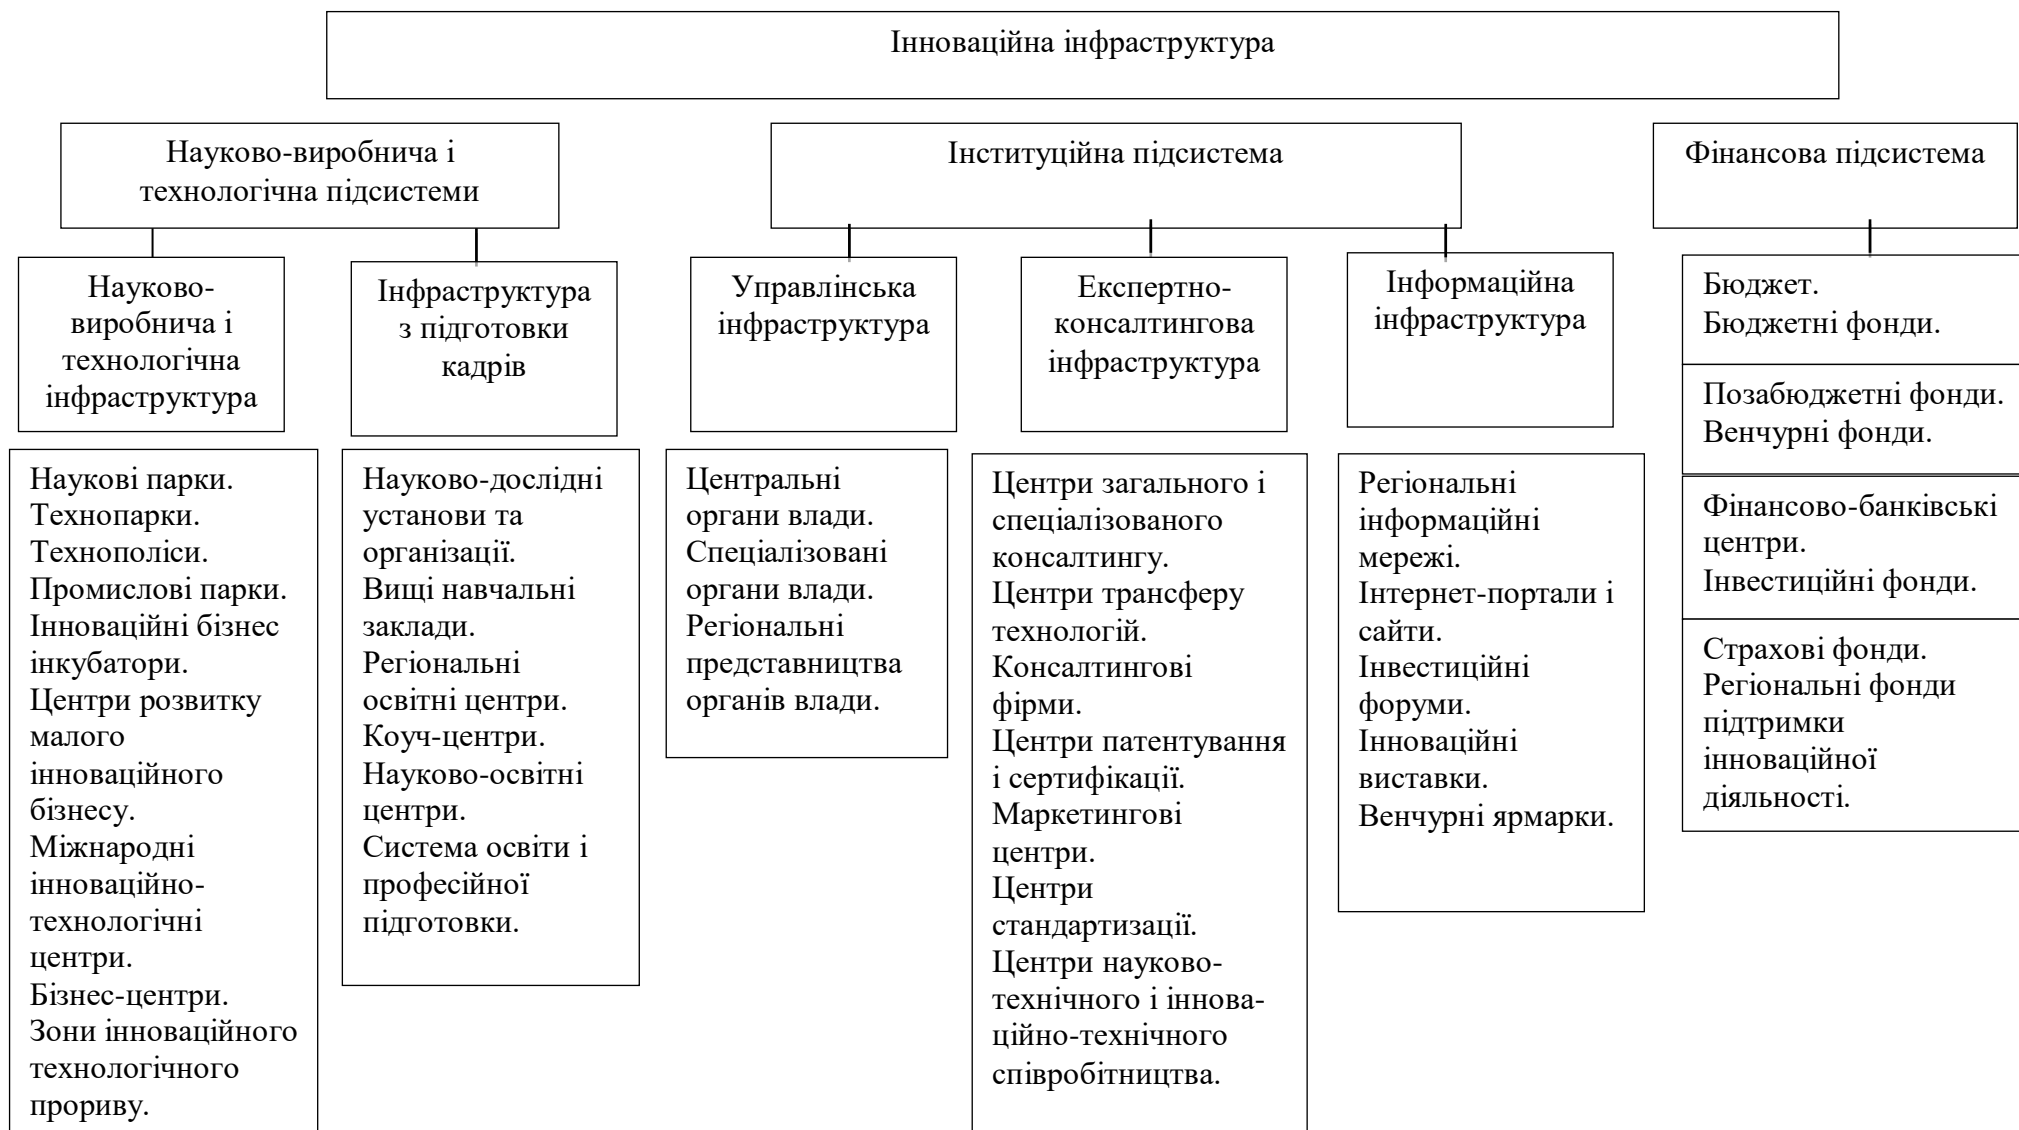 Інноваційна інфраструктура
Науково-виробнича і
технологічна підсистеми
Інституційна підсистема
Фінансова підсистема
Науково-
виробнича і
технологічна
інфраструктура
Інфраструктура
з підготовки
кадрів
Управлінська
інфраструктура
Експертно-
консалтингова
інфраструктура
Інформаційна
інфраструктура
Бюджет.
Бюджетні фонди.
Позабюджетні фонди.
Венчурні фонди.
Фінансово-банківські
центри.
Інвестиційні фонди.
Страхові фонди.
Регіональні фонди
підтримки
інноваційної
діяльності.
Наукові парки.
Технопарки.
Технополіси.
Промислові парки.
Інноваційні бізнес
інкубатори.
Центри розвитку
малого
інноваційного
бізнесу.
Міжнародні
інноваційно-
технологічні
центри.
Бізнес-центри.
Зони інноваційного
технологічного
прориву.
Науково-дослідні
установи та
організації.
Вищі навчальні
заклади.
Регіональні
освітні центри.
Коуч-центри.
Науково-освітні
центри.
Система освіти і
професійної
підготовки.
Центральні
органи влади.
Спеціалізовані
органи влади.
Регіональні
представництва
органів влади.
Центри загального і
спеціалізованого
консалтингу.
Центри трансферу
технологій.
Консалтингові
фірми.
Центри патентування
і сертифікації.
Маркетингові
центри.
Центри
стандартизації.
Центри науково-
технічного і іннова-
ційно-технічного
співробітництва.
Регіональні
інформаційні
мережі.
Інтернет-портали і
сайти.
Інвестиційні
форуми.
Інноваційні
виставки.
Венчурні ярмарки.